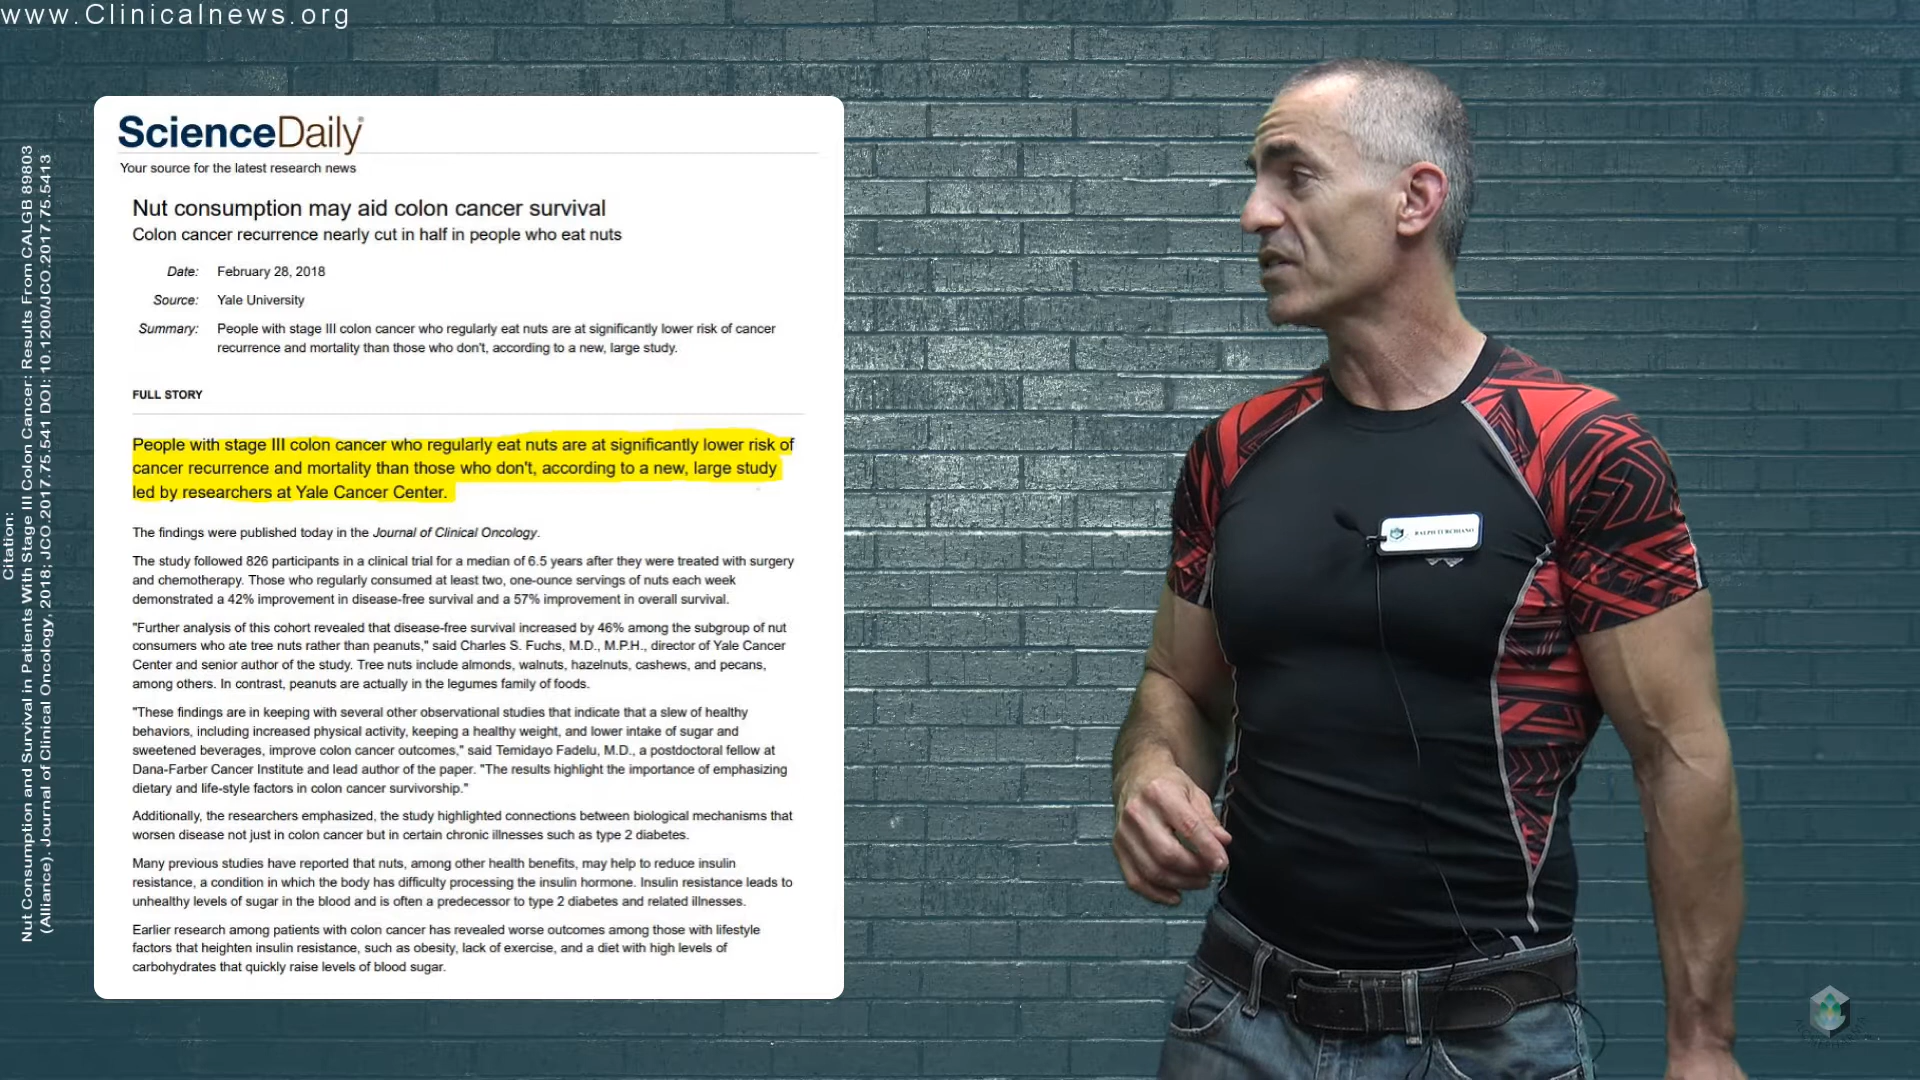 www.Clinicalnews.org
Citation:
Nut Consumption and Survival in Patients With Stage III Colon Cancer: Results From CALGB 89803
(Alliance). Journal of Clinical Oncology, 2018; JCO.2017.75.541 DOI: 10.1200/JCO.2017.75.5413
ScienceDaily®
Your source for the latest research news
Nut consumption may aid colon cancer survival
Colon cancer recurrence nearly cut in half in people who eat nuts
Date: February 28, 2018
Source: Yale University
Summary: People with stage III colon cancer who regularly eat nuts are at significantly lower risk of cancer
recurrence and mortality than those who don't, according to a new, large study.
FULL STORY
People with stage III colon cancer who regularly eat nuts are at significantly lower risk of
cancer recurrence and mortality than those who don't, according to a new, large study
led by researchers at Yale Cancer Center.
The findings were published today in the Journal of Clinical Oncology.
The study followed 826 participants in a clinical trial for a median of 6.5 years after they were treated with surgery
and chemotherapy. Those who regularly consumed at least two, one-ounce servings of nuts each week
demonstrated a 42% improvement in disease-free survival and a 57% improvement in overall survival.
"Further analysis of this cohort revealed that disease-free survival increased by 46% among the subgroup of nut
consumers who ate tree nuts rather than peanuts," said Charles S. Fuchs, M.D., M.P.H., director of Yale Cancer
Center and senior author of the study. Tree nuts include almonds, walnuts, hazelnuts, cashews, and pecans,
among others. In contrast, peanuts are actually in the legumes family of foods.
"These findings are in keeping with several other observational studies that indicate that a slew of healthy
behaviors, including increased physical activity, keeping a healthy weight, and lower intake of sugar and
sweetened beverages, improve colon cancer outcomes," said Temidayo Fadelu, M.D., a postdoctoral fellow at
Dana-Farber Cancer Institute and lead author of the paper. "The results highlight the importance of emphasizing
dietary and life-style factors in colon cancer survivorship."
Additionally, the researchers emphasized, the study highlighted connections between biological mechanisms that
worsen disease not just in colon cancer but in certain chronic illnesses such as type 2 diabetes.
Many previous studies have reported that nuts, among other health benefits, may help to reduce insulin
resistance, a condition in which the body has difficulty processing the insulin hormone. Insulin resistance leads to
unhealthy levels of sugar in the blood and is often a predecessor to type 2 diabetes and related illnesses.
Earlier research among patients with colon cancer has revealed worse outcomes among those with lifestyle
factors that heighten insulin resistance, such as obesity, lack of exercise, and a diet with high levels of
carbohydrates that quickly raise levels of blood sugar.
RALPH TURCHIANO